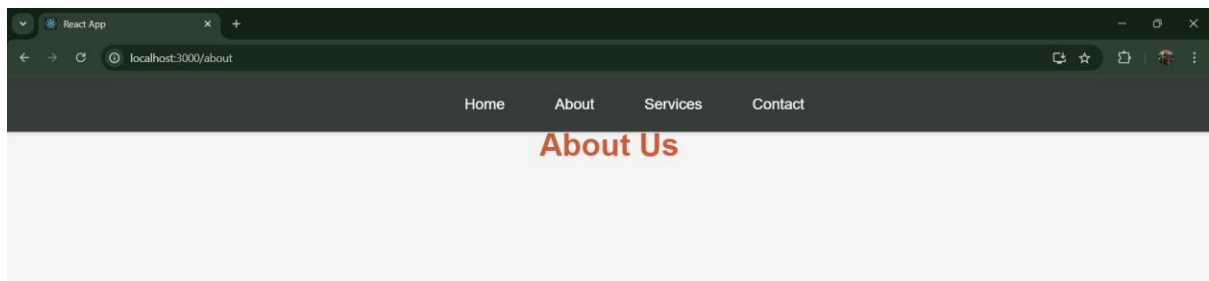 React App
localhost:3000/about
Home About Services Contact
About Us